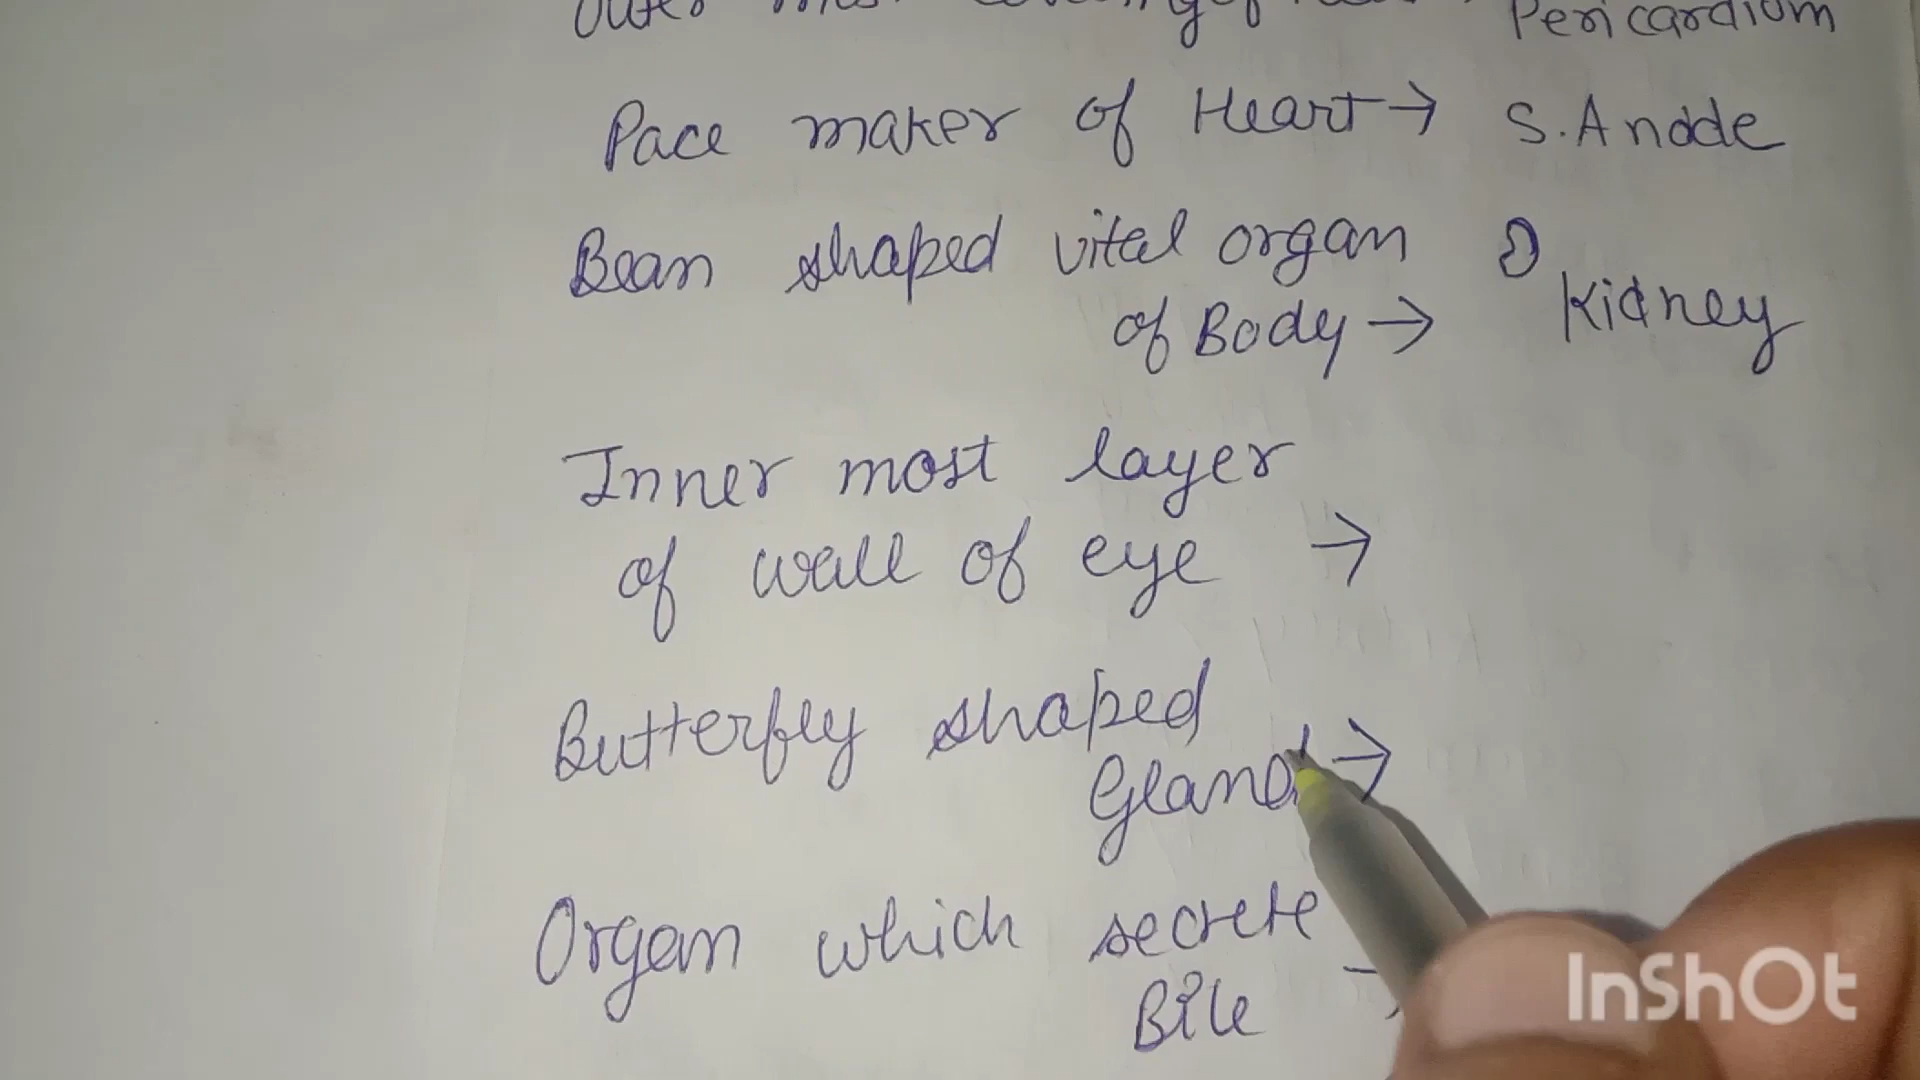 Pericardium
Pace maker of Heart → S.A node
Bean shaped vital organ
of Body → Kidney
Inner most layer
of wall of eye →
Butterfly shaped
Gland →
Organ which secrete
Bile
InShOt